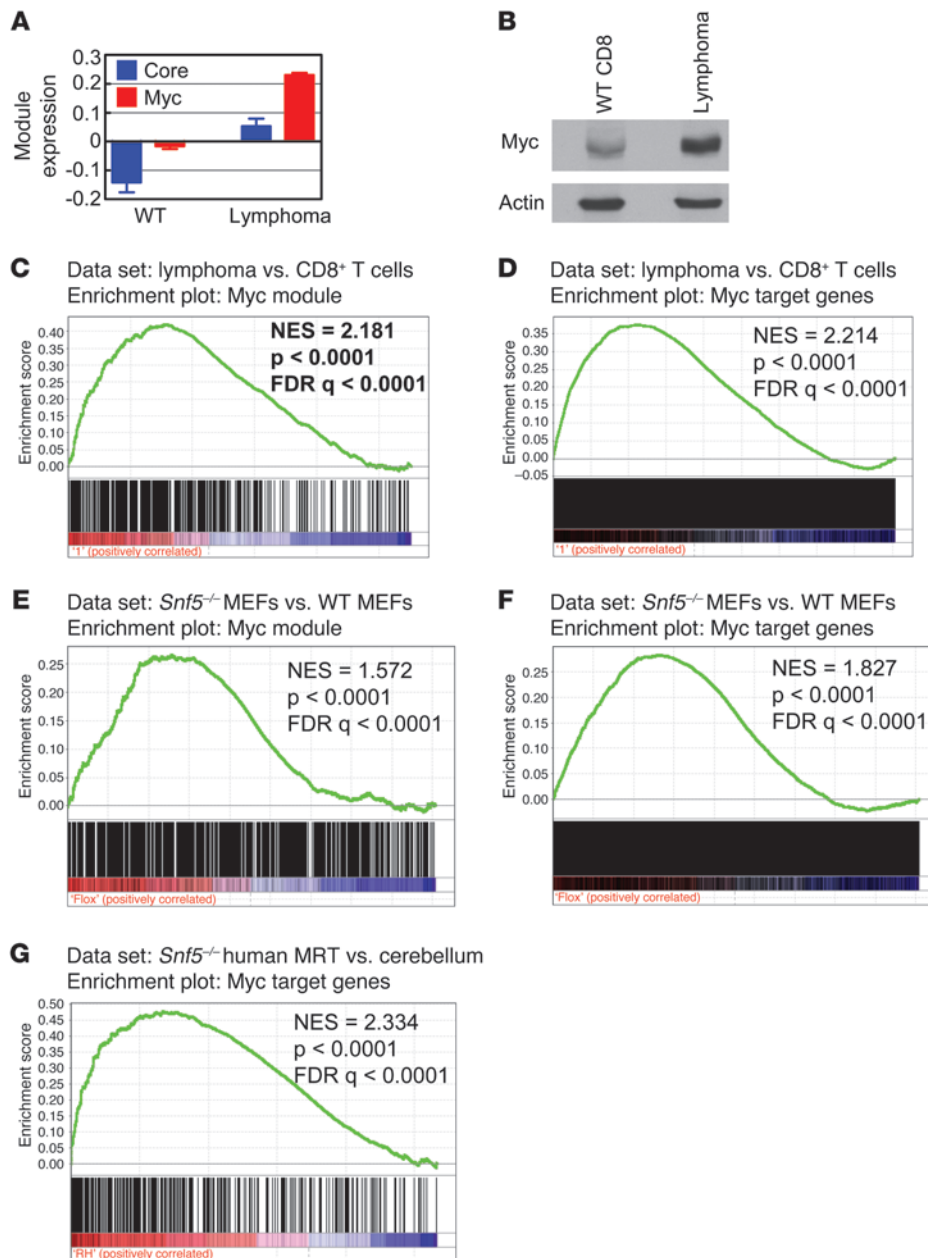 A
Module expression
0.3
0.2
0.1
0
-0.1
-0.2
Core
Myc
WT
Lymphoma
B
WT CD8
Lymphoma
Myc
Actin
C Data set: lymphoma vs. CD8⁺ T cells
Enrichment plot: Myc module
Enrichment score
0.40
0.35
0.30
0.25
0.20
0.15
0.10
0.05
0.00
NES = 2.181
p < 0.0001
FDR q < 0.0001
'1' (positively correlated)
D Data set: lymphoma vs. CD8⁺ T cells
Enrichment plot: Myc target genes
Enrichment score
0.35
0.30
0.25
0.20
0.15
0.10
0.05
0.00
−0.05
NES = 2.214
p < 0.0001
FDR q < 0.0001
'1' (positively correlated)
E Data set: Snf5⁻/⁻ MEFs vs. WT MEFs
Enrichment plot: Myc module
Enrichment score
0.25
0.20
0.15
0.10
0.05
0.00
NES = 1.572
p < 0.0001
FDR q < 0.0001
'Flox' (positively correlated)
F Data set: Snf5⁻/⁻ MEFs vs. WT MEFs
Enrichment plot: Myc target genes
Enrichment score
0.25
0.20
0.15
0.10
0.05
0.00
NES = 1.827
p < 0.0001
FDR q < 0.0001
'Flox' (positively correlated)
G Data set: Snf5⁻/⁻ human MRT vs. cerebellum
Enrichment plot: Myc target genes
Enrichment score
0.50
0.45
0.40
0.35
0.30
0.25
0.20
0.15
0.10
0.05
0.00
NES = 2.334
p < 0.0001
FDR q < 0.0001
'RH' (positively correlated)